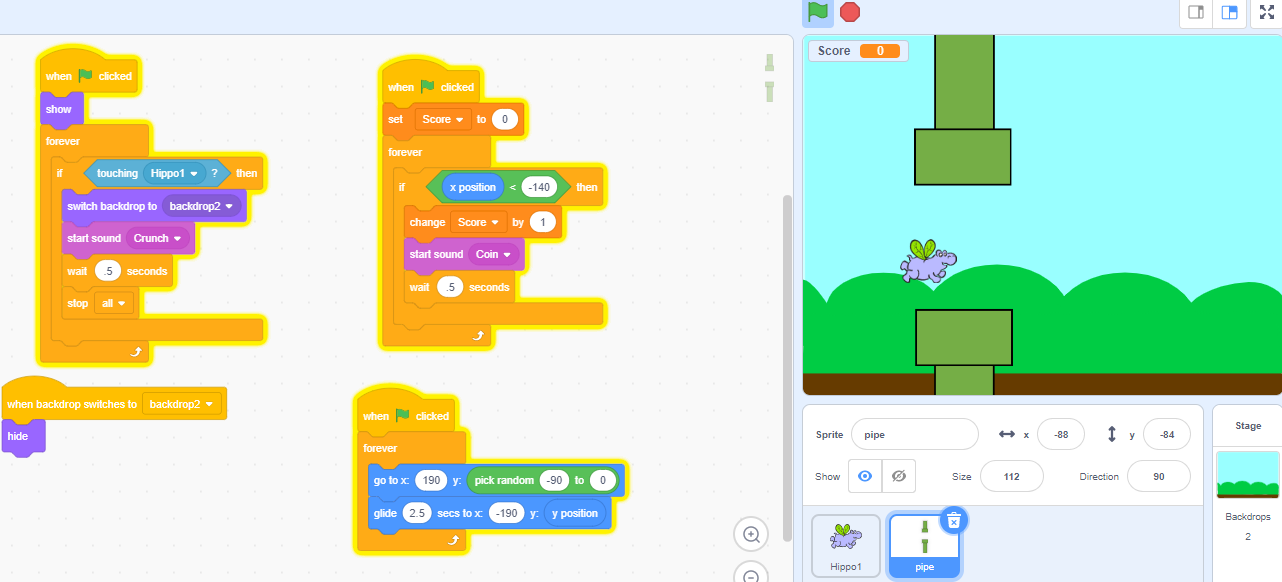 when clicked
show
forever
if touching Hippo1 ? then
switch backdrop to backdrop2
start sound Crunch
wait .5 seconds
stop all
when backdrop switches to backdrop2
hide
when clicked
set Score to 0
forever
if x position < -140 then
change Score by 1
start sound Coin
wait .5 seconds
when clicked
forever
go to x: 190 y: pick random -90 to 0
glide 2.5 secs to x: -190 y: y position
Score 0
Sprite pipe x -88 y -84
Show Size 112 Direction 90
Hippo1
pipe
Stage
Backdrops
2